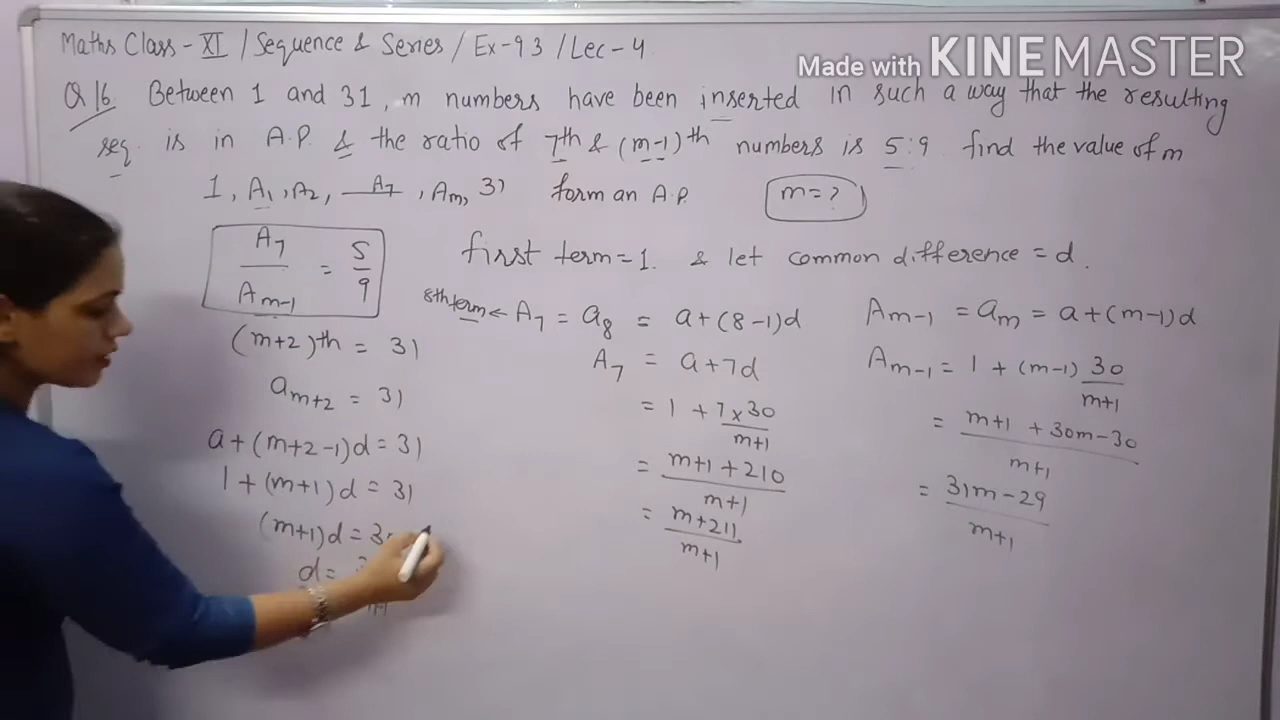 Maths Class - XI / Sequence & Series / Ex-9.3 / Lec-4
Made with KINEMASTER
Q 16. Between 1 and 31, m numbers have been inserted in such a way that the resulting
seq. is in A.P. & the ratio of 7th & (m-1)th numbers is 5:9 find the value of m
1, A₁, A₂, — A₇, Aₘ, 31 form an A.P. m = ?
A₇/Aₘ₋₁ = 5/9
first term = 1. & let common difference = d.
(m+2)th = 31
aₘ₊₂ = 31
a + (m+2-1)d = 31
1 + (m+1)d = 31
(m+1)d =
d =
8th term ← A₇ = a₈ = a + (8-1)d
A₇ = a + 7d
= 1 + 7 × 30/m+1
= m+1 + 210/m+1
= m+211/m+1
Aₘ₋₁ = aₘ = a + (m-1)d
Aₘ₋₁ = 1 + (m-1) 30/m+1
= m+1 + 30m - 30/m+1
= 31m - 29/m+1